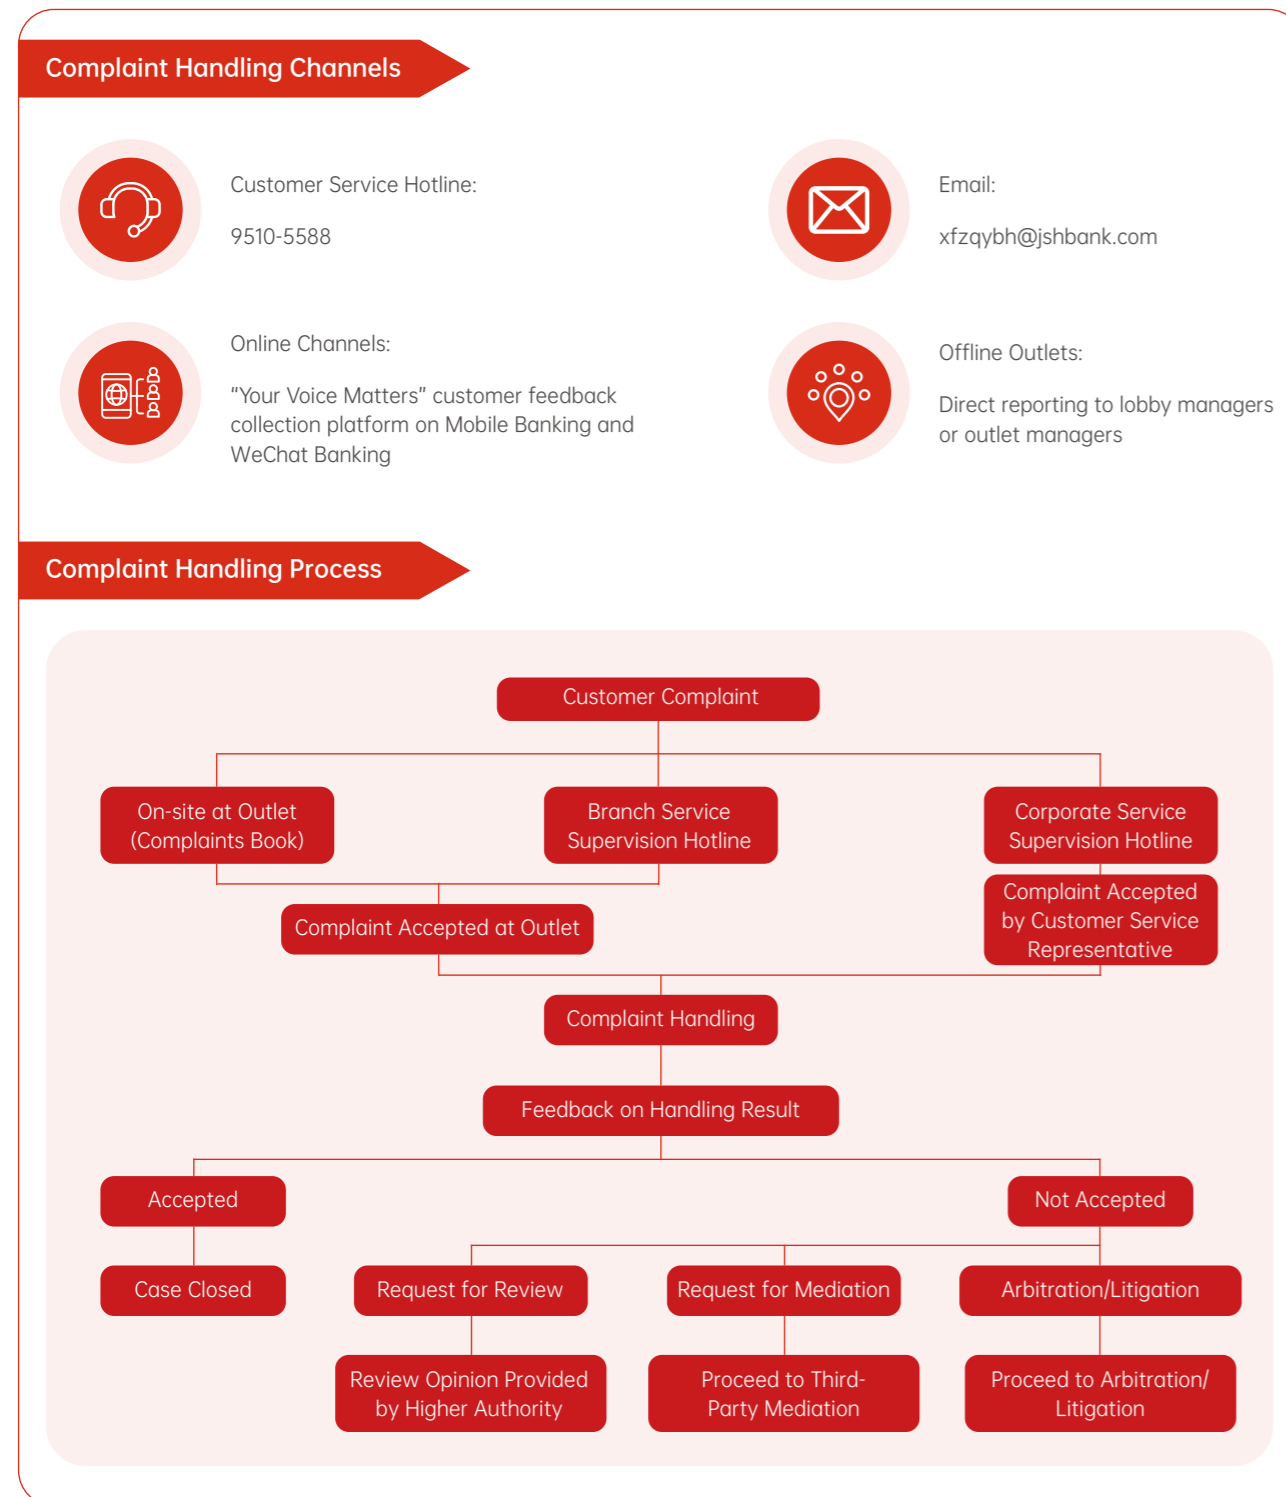 Complaint Handling Channels
Customer Service Hotline:
9510-5588
Email:
xfzqybh@jshbank.com
Online Channels:
“Your Voice Matters” customer feedback
collection platform on Mobile Banking and
WeChat Banking
Offline Outlets:
Direct reporting to lobby managers
or outlet managers
Complaint Handling Process
Customer Complaint
On-site at Outlet
(Complaints Book)
Branch Service
Supervision Hotline
Corporate Service
Supervision Hotline
Complaint Accepted at Outlet
Complaint Accepted
by Customer Service
Representative
Complaint Handling
Feedback on Handling Result
Accepted
Not Accepted
Case Closed
Request for Review
Request for Mediation
Arbitration/Litigation
Review Opinion Provided
by Higher Authority
Proceed to Third-
Party Mediation
Proceed to Arbitration/
Litigation